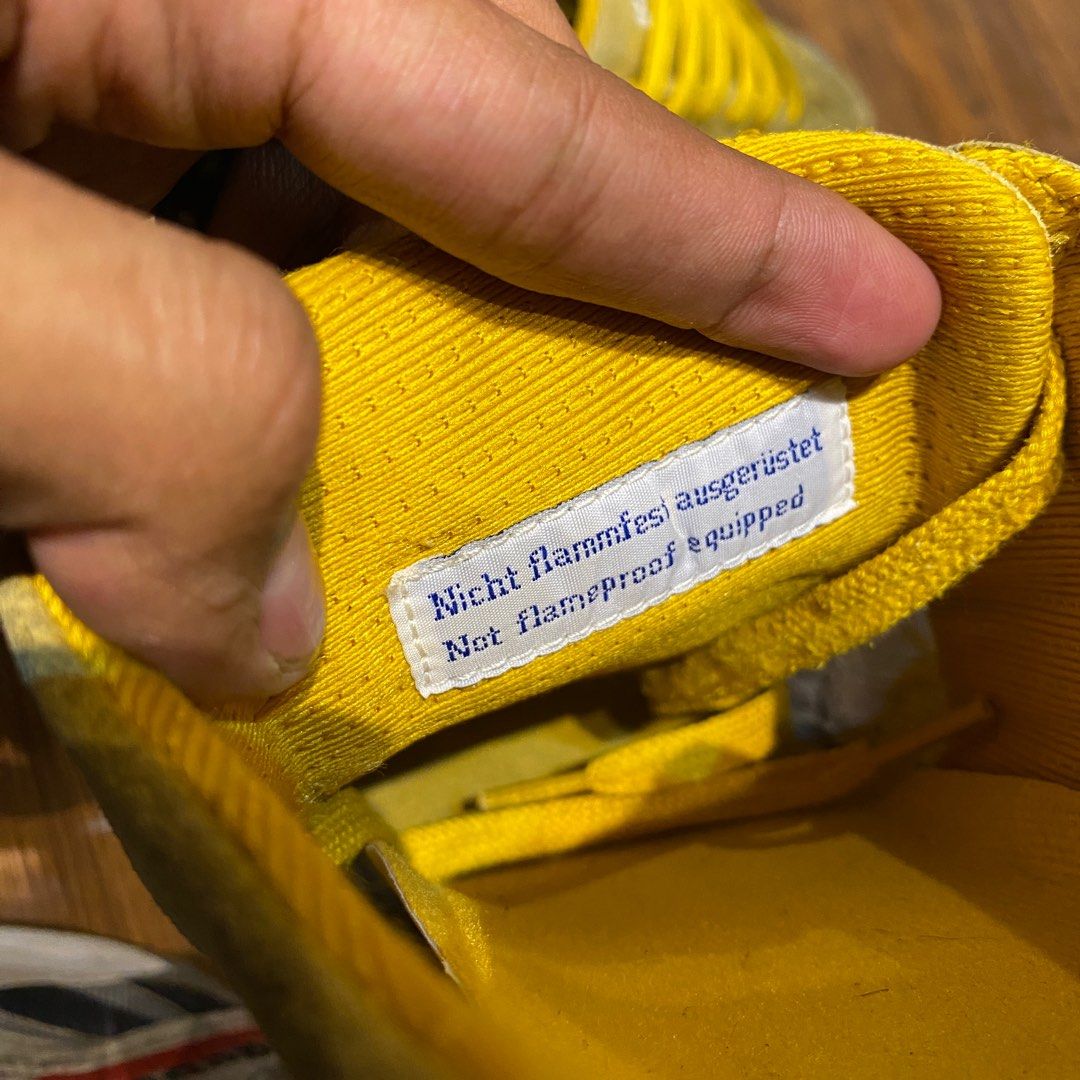 Nicht flammfest ausgerüstet
Not flameproof equipped